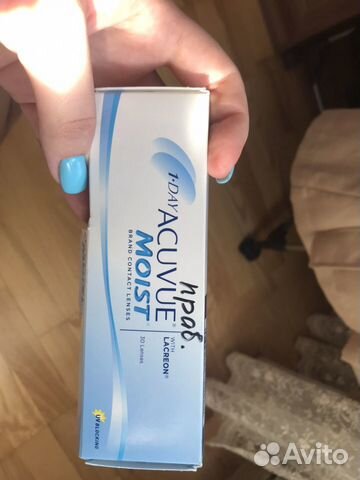 1·DAY
ACUVUE®
MOIST
BRAND CONTACT LENSES
прав.
WITH
LACREON®
30 Lenses
UV BLOCKING
Avito